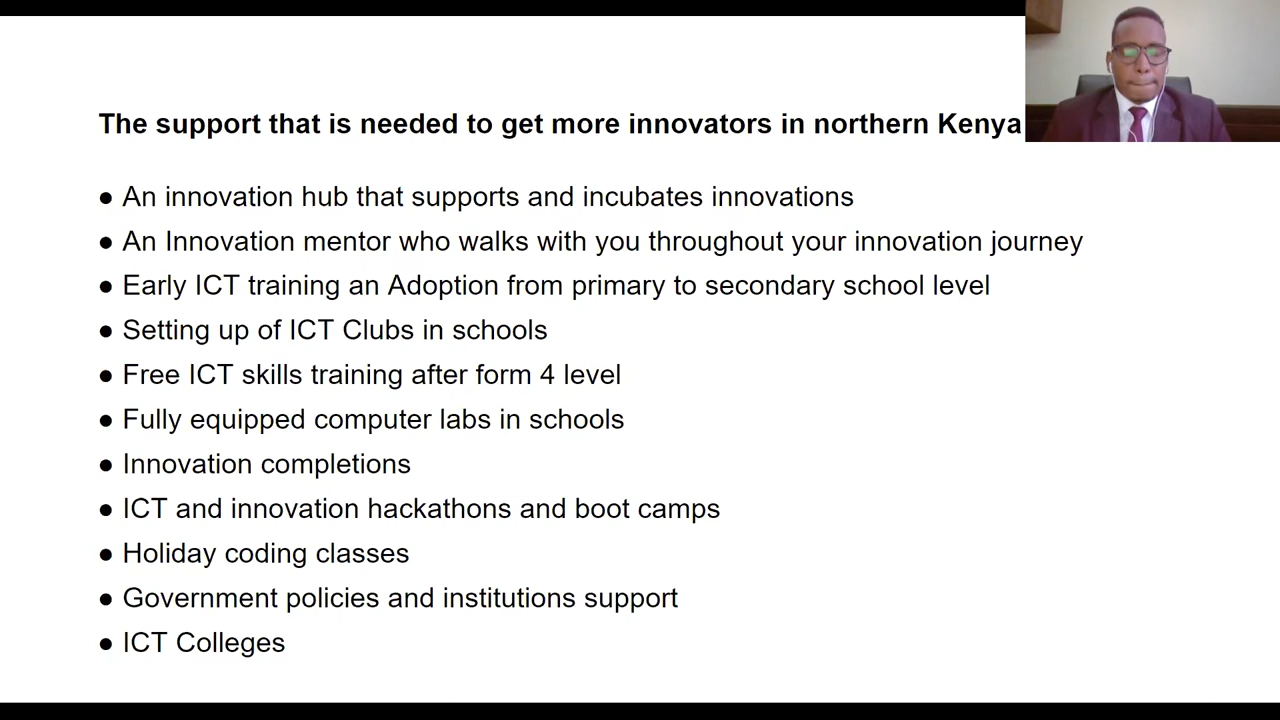 The support that is needed to get more innovators in northern Kenya
● An innovation hub that supports and incubates innovations
● An Innovation mentor who walks with you throughout your innovation journey
● Early ICT training an Adoption from primary to secondary school level
● Setting up of ICT Clubs in schools
● Free ICT skills training after form 4 level
● Fully equipped computer labs in schools
● Innovation completions
● ICT and innovation hackathons and boot camps
● Holiday coding classes
● Government policies and institutions support
● ICT Colleges